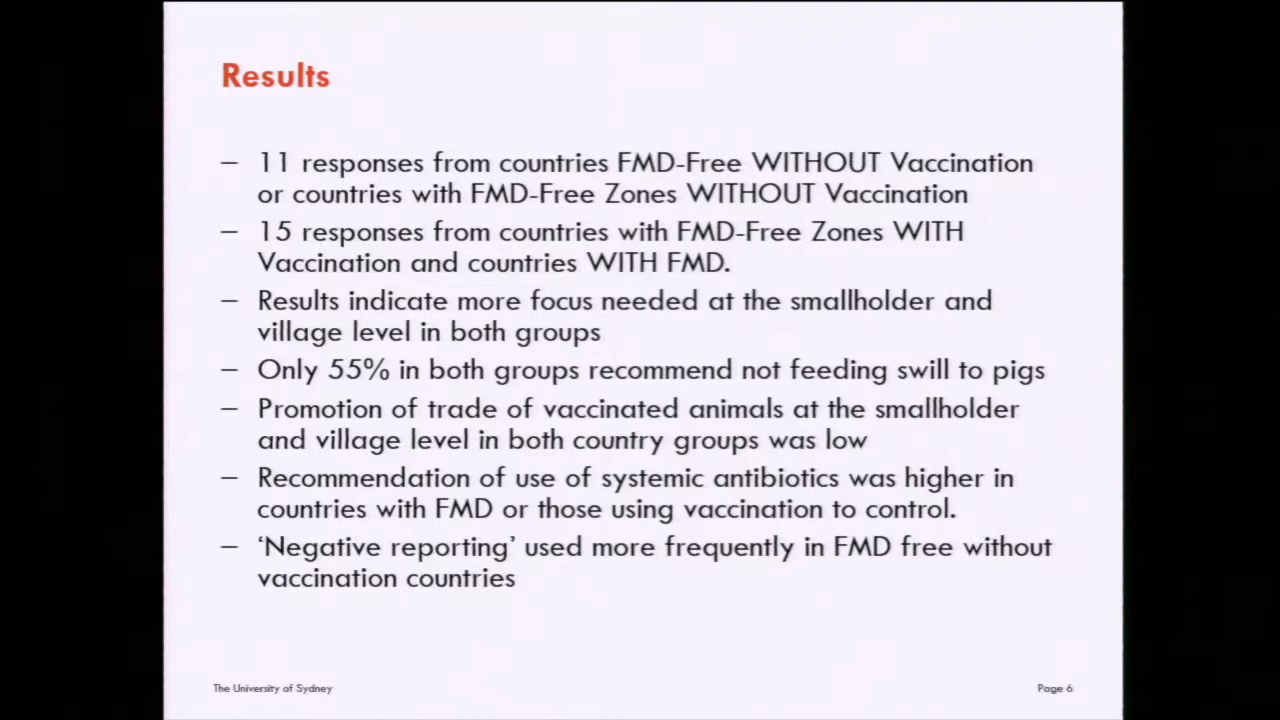 Results
– 11 responses from countries FMD-Free WITHOUT Vaccination
or countries with FMD-Free Zones WITHOUT Vaccination
– 15 responses from countries with FMD-Free Zones WITH
Vaccination and countries WITH FMD.
– Results indicate more focus needed at the smallholder and
village level in both groups
– Only 55% in both groups recommend not feeding swill to pigs
– Promotion of trade of vaccinated animals at the smallholder
and village level in both country groups was low
– Recommendation of use of systemic antibiotics was higher in
countries with FMD or those using vaccination to control.
– ‘Negative reporting’ used more frequently in FMD free without
vaccination countries
The University of Sydney
Page 6